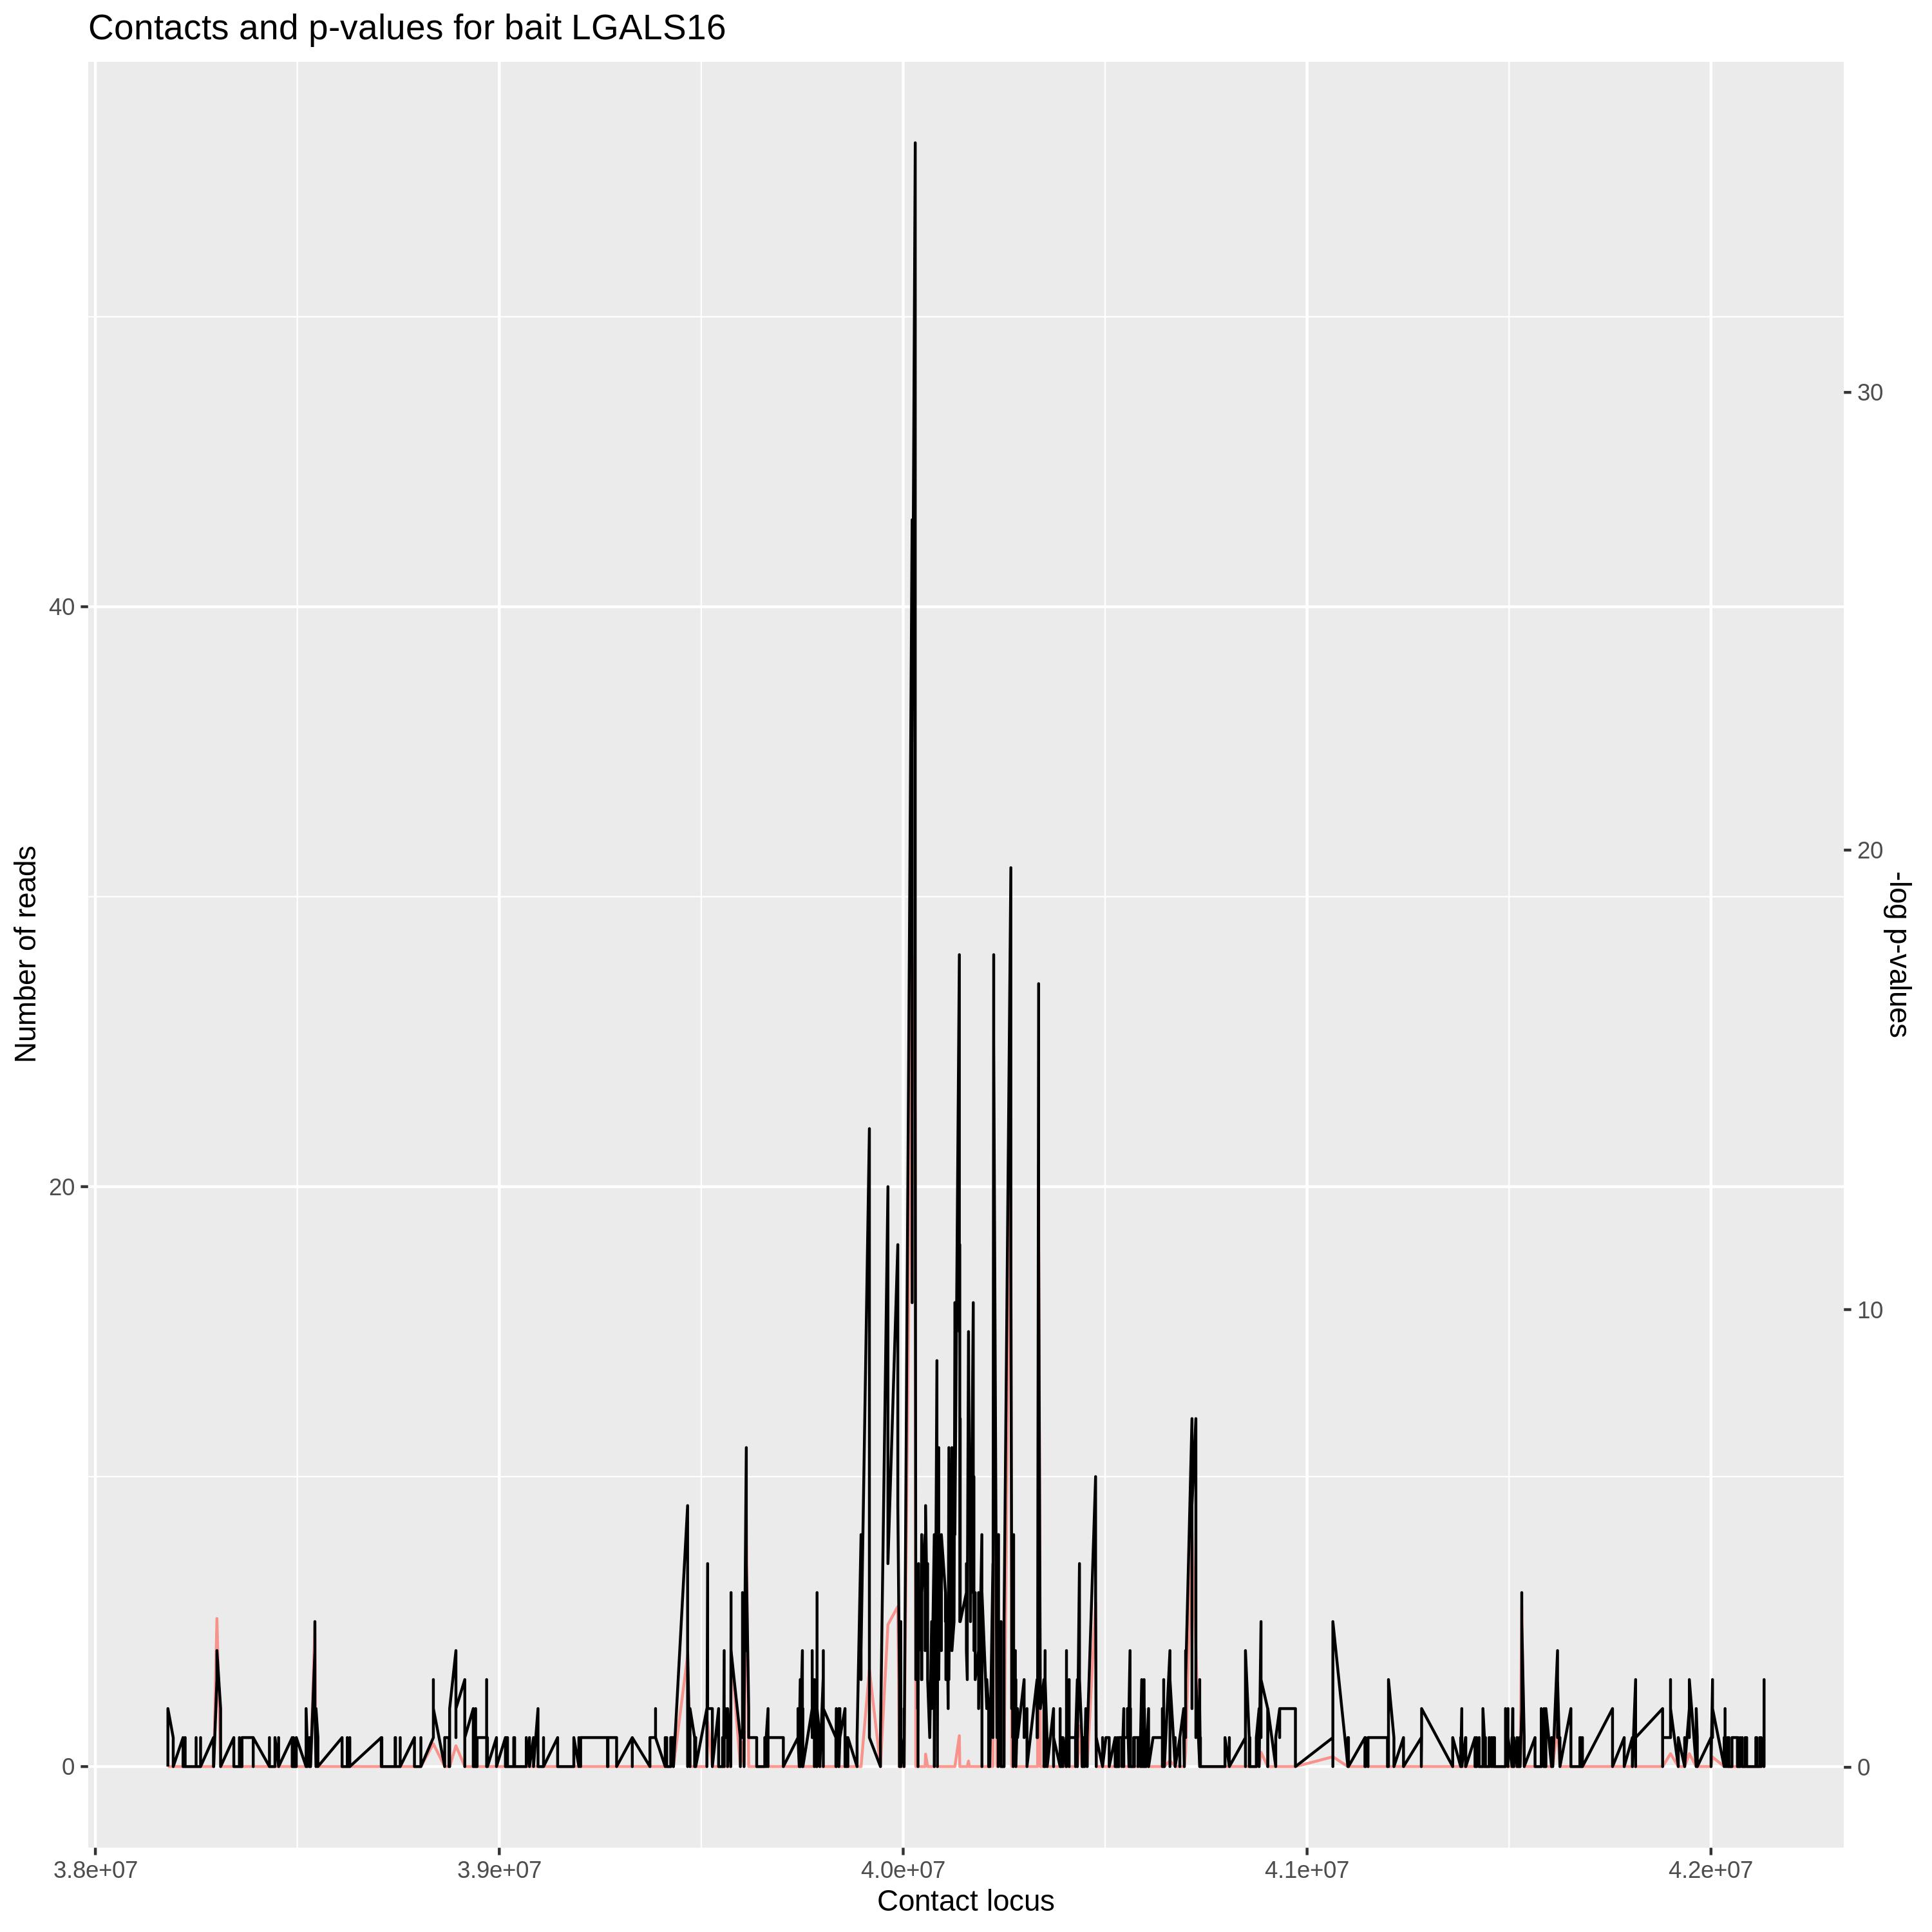 Contacts and p-values for bait LGALS16
Number of reads
40
20
0
30
20
10
0
-log p-values
3.8e+07
3.9e+07
4.0e+07
4.1e+07
4.2e+07
Contact locus